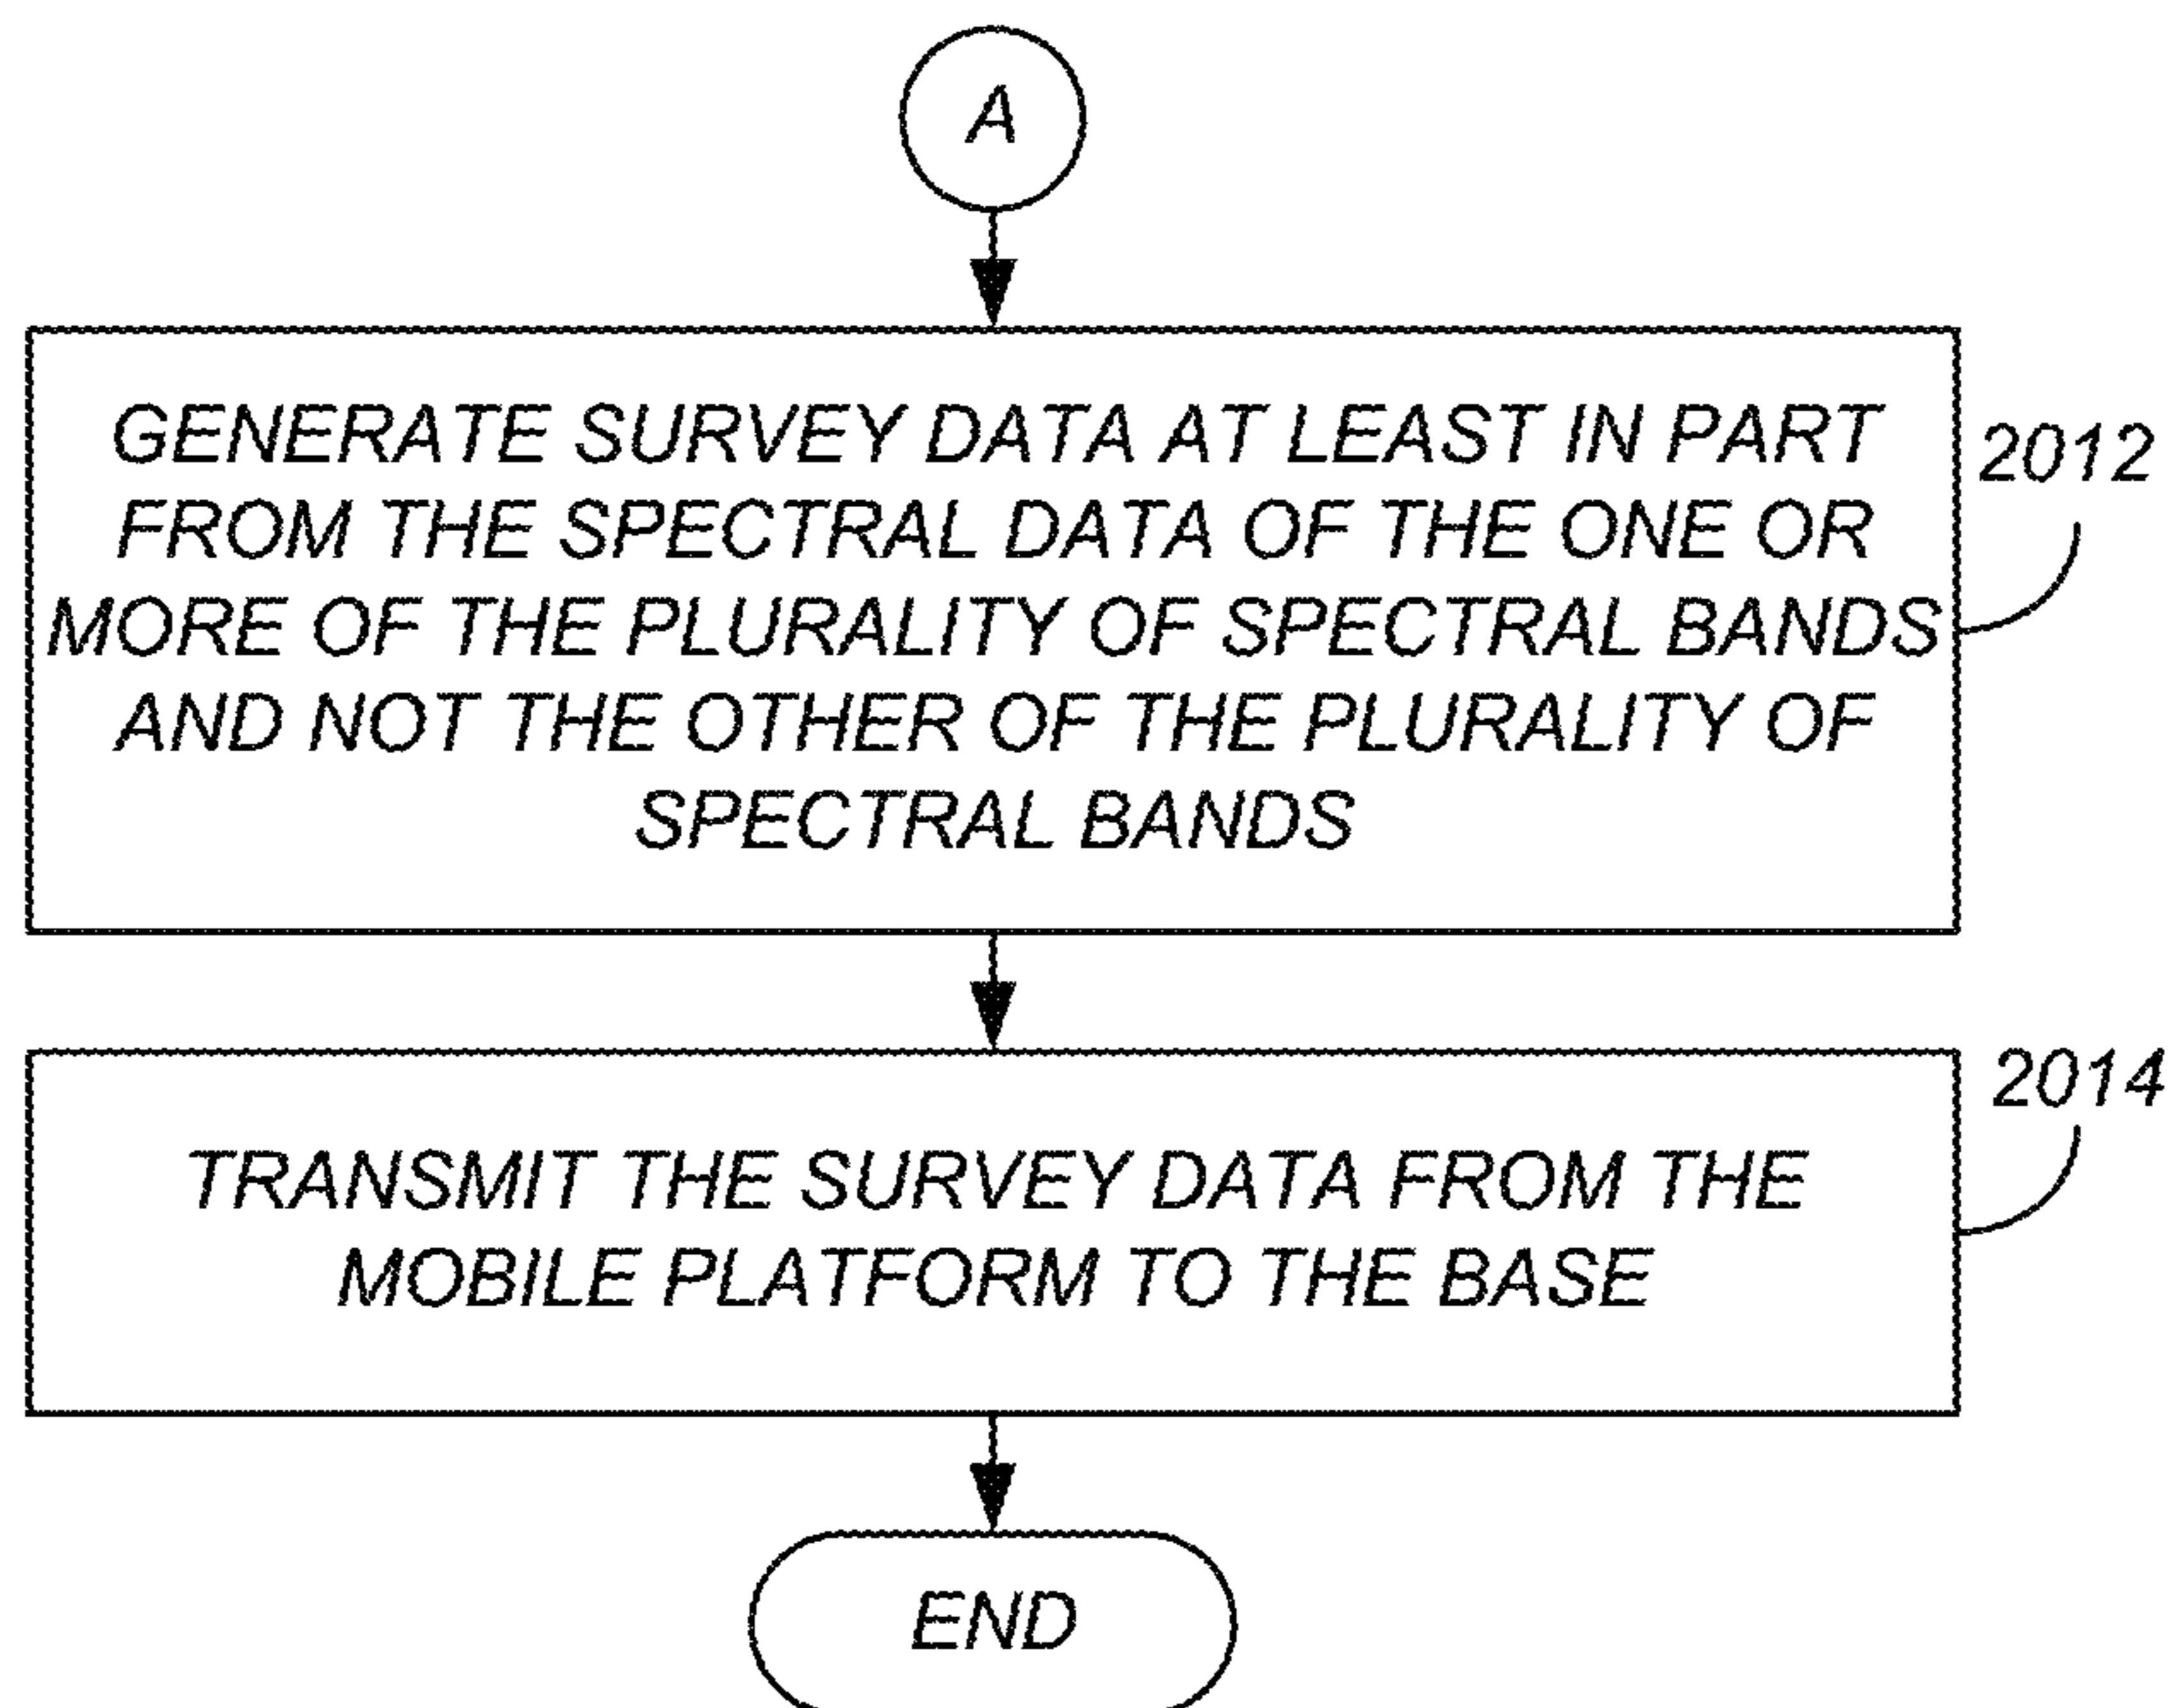 A
GENERATE SURVEY DATA AT LEAST IN PART
FROM THE SPECTRAL DATA OF THE ONE OR
MORE OF THE PLURALITY OF SPECTRAL BANDS
AND NOT THE OTHER OF THE PLURALITY OF
SPECTRAL BANDS
2012
TRANSMIT THE SURVEY DATA FROM THE
MOBILE PLATFORM TO THE BASE
2014
END